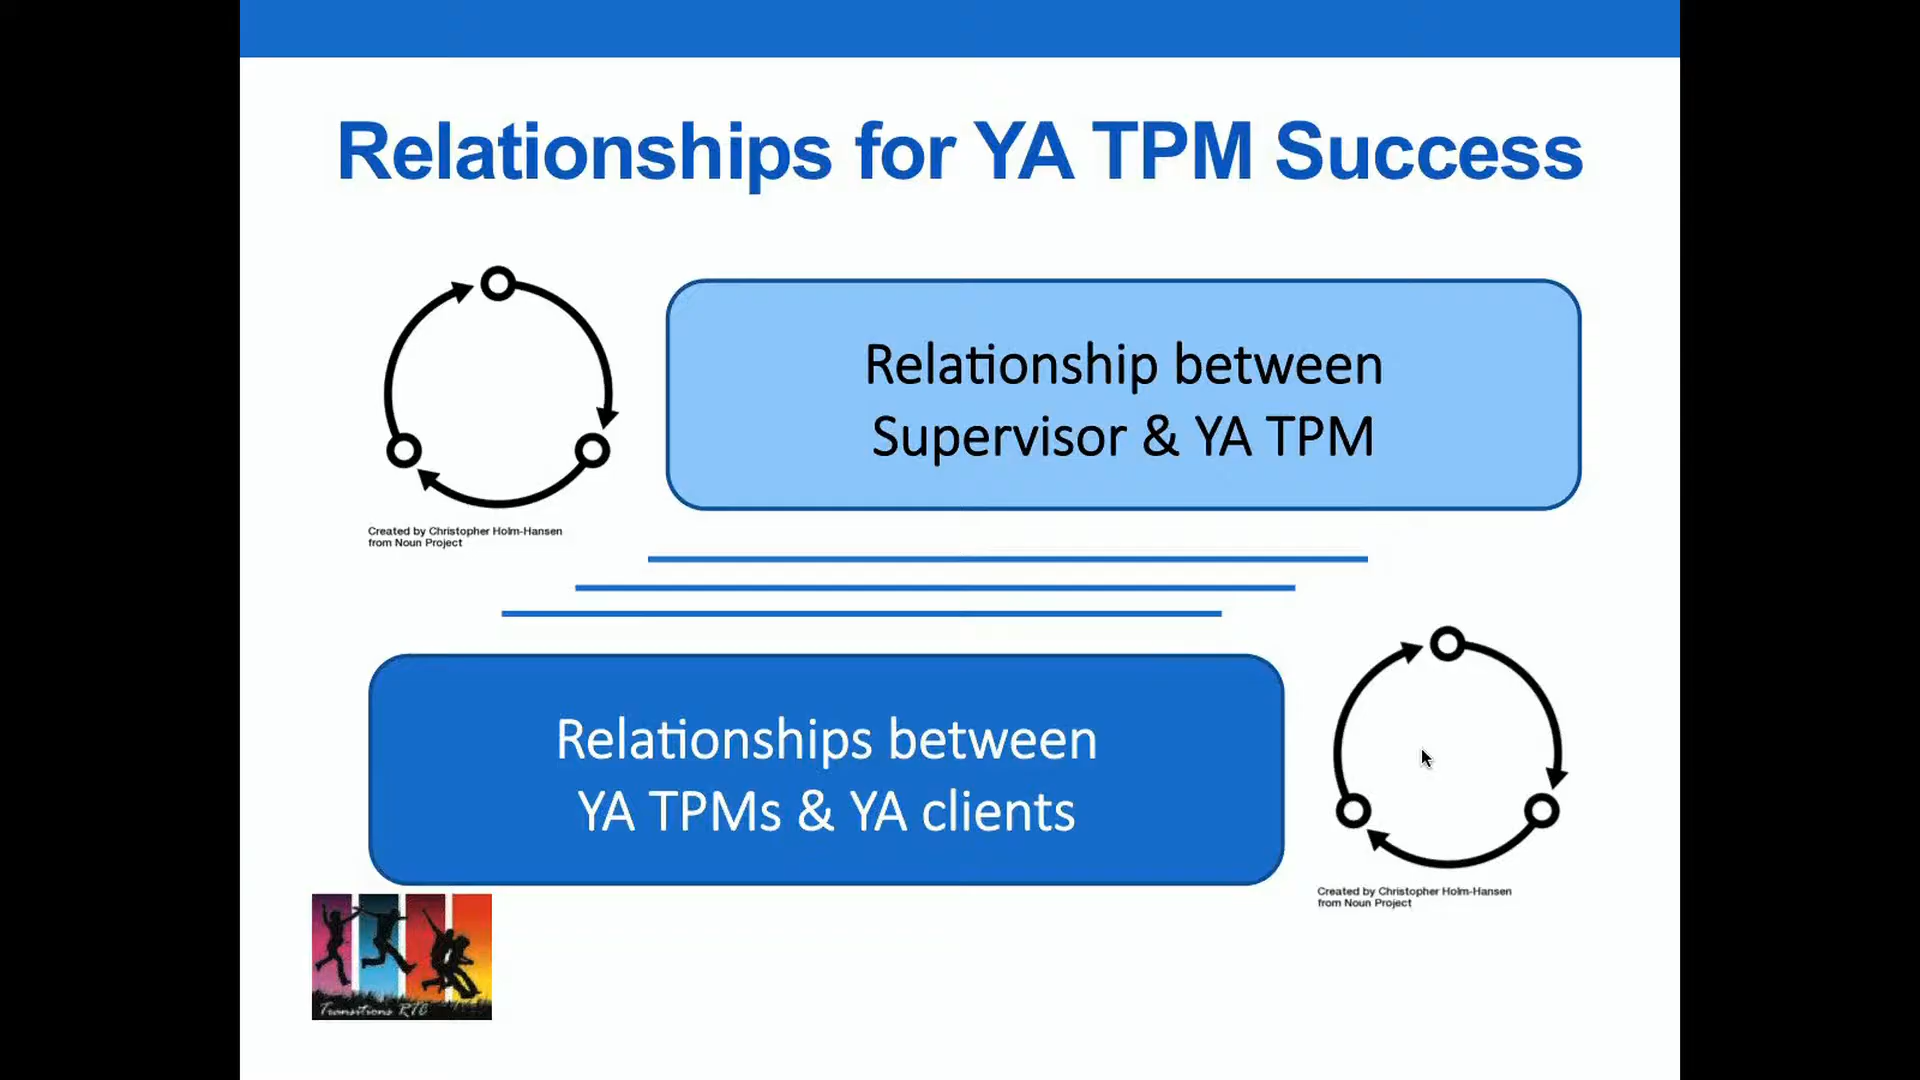 Relationships for YA TPM Success
Relationship between
Supervisor & YA TPM
Created by Christopher Holm-Hansen
from Noun Project
Relationships between
YA TPMs & YA clients
Created by Christopher Holm-Hansen
from Noun Project
Transitions RTC